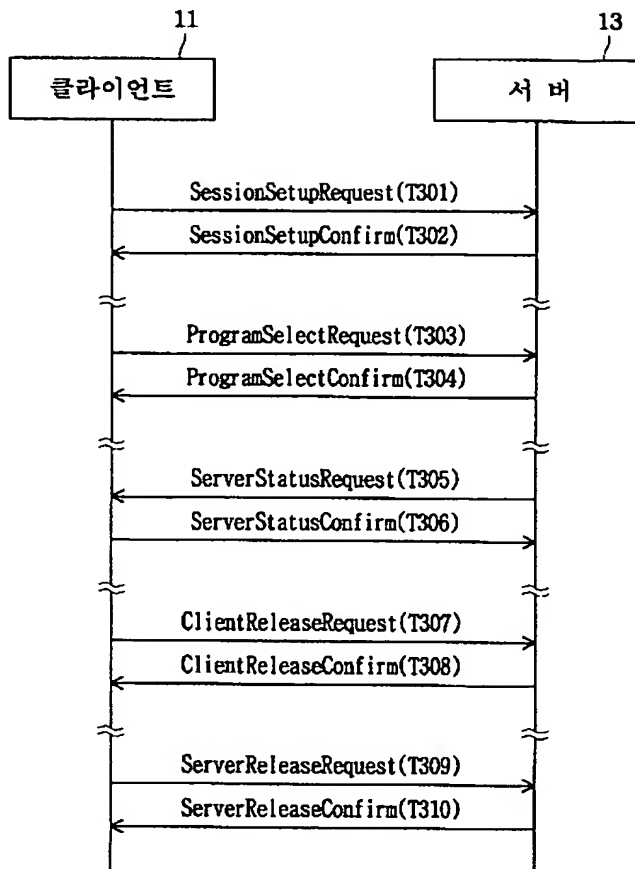 11
13
클라이언트
서 버
SessionSetupRequest(T301)
SessionSetupConfirm(T302)
ProgramSelectRequest(T303)
ProgramSelectConfirm(T304)
ServerStatusRequest(T305)
ServerStatusConfirm(T306)
ClientReleaseRequest(T307)
ClientReleaseConfirm(T308)
ServerReleaseRequest(T309)
ServerReleaseConfirm(T310)